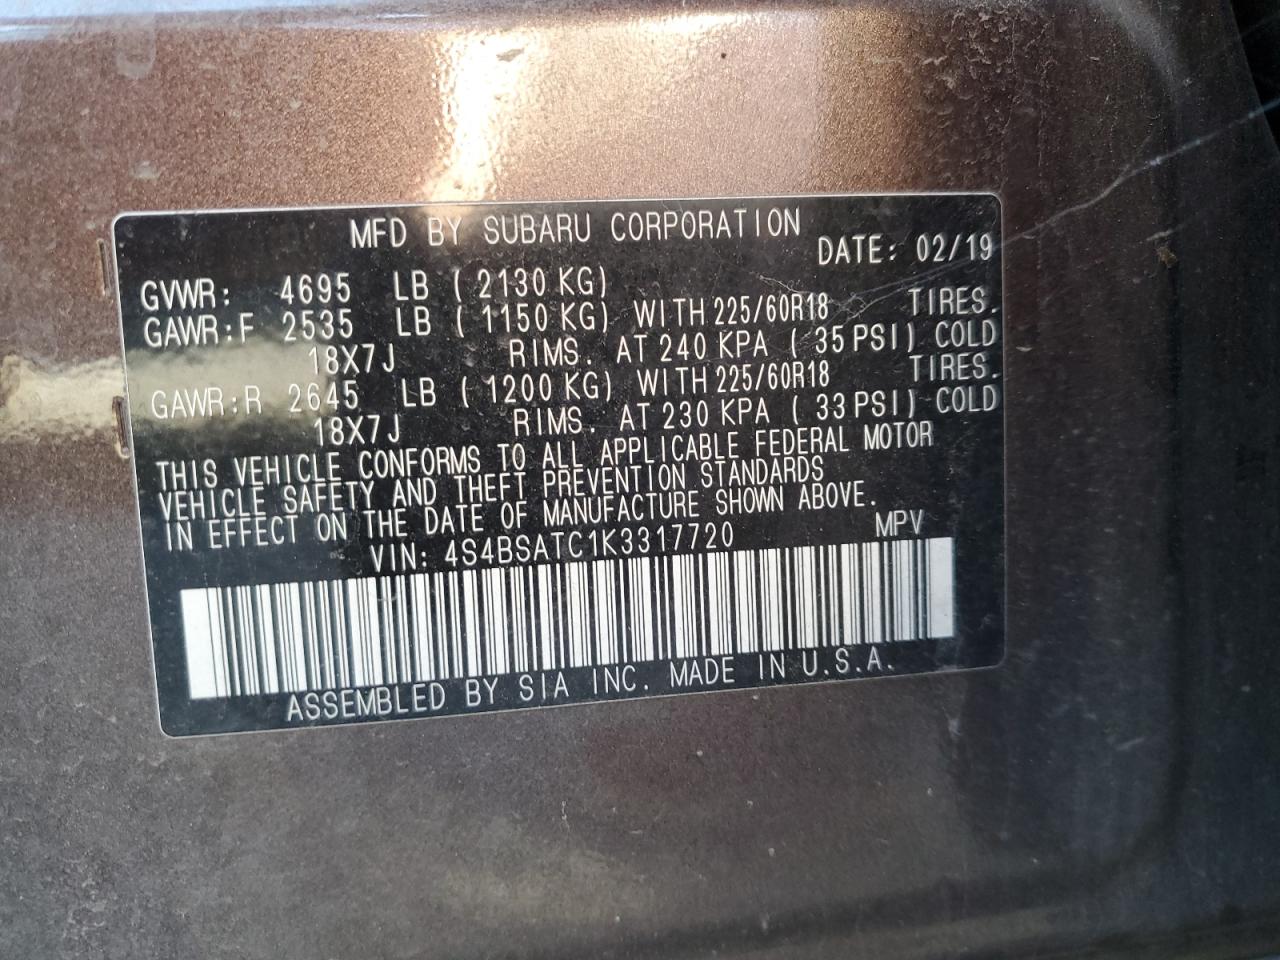 MFD BY SUBARU CORPORATION
DATE: 02/19
GVWR: 4695 LB ( 2130 KG)
GAWR:F 2535 LB ( 1150 KG) WITH 225/60R18 TIRES.
18X7J RIMS. AT 240 KPA ( 35 PSI) COLD
GAWR:R 2645 LB ( 1200 KG) WITH 225/60R18 TIRES.
18X7J RIMS. AT 230 KPA ( 33 PSI) COLD
THIS VEHICLE CONFORMS TO ALL APPLICABLE FEDERAL MOTOR
VEHICLE SAFETY AND THEFT PREVENTION STANDARDS
IN EFFECT ON THE DATE OF MANUFACTURE SHOWN ABOVE.
VIN: 4S4BSATC1K3317720 MPV
ASSEMBLED BY SIA INC. MADE IN U.S.A.